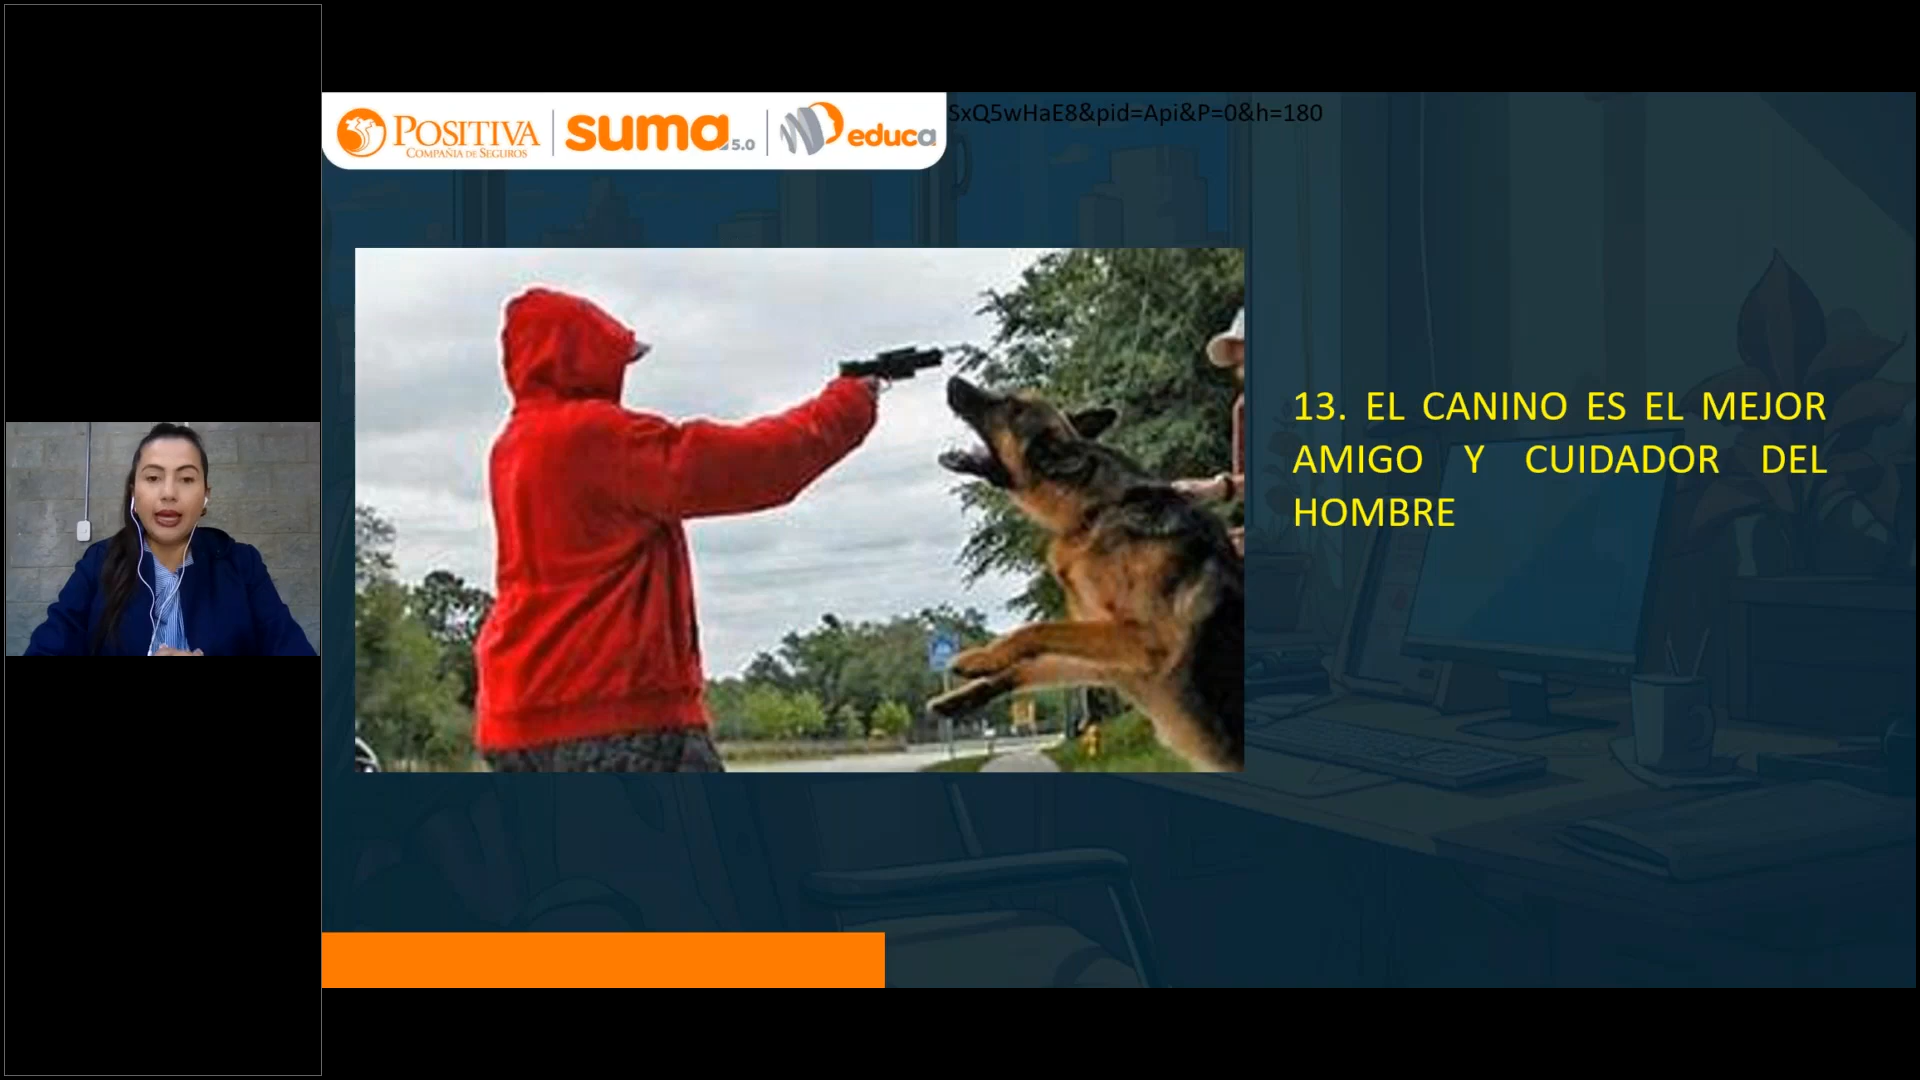 POSITIVA
COMPAÑÍA DE SEGUROS
suma 5.0
educa
SxQ5wHaE8&pid=Api&P=0&h=180
13. EL CANINO ES EL MEJOR
AMIGO Y CUIDADOR DEL
HOMBRE